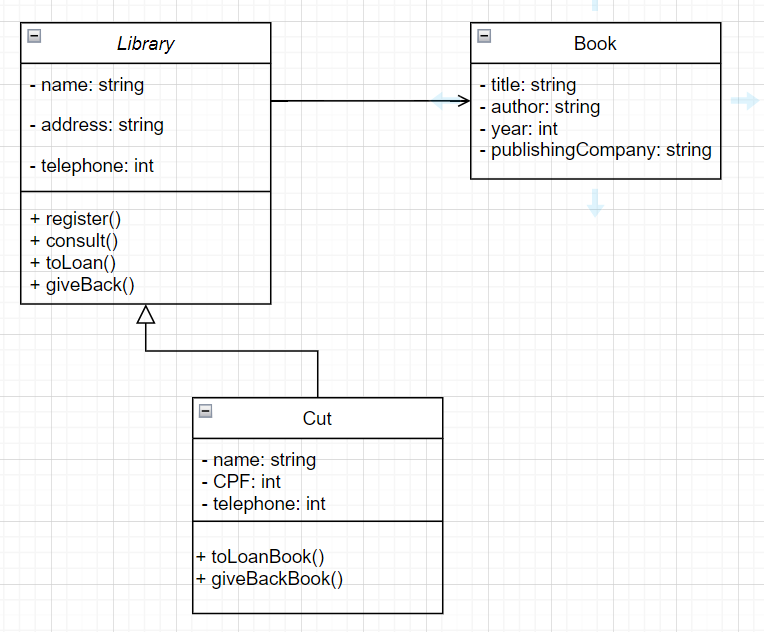 Library
- name: string
- address: string
- telephone: int
+ register()
+ consult()
+ toLoan()
+ giveBack()
Book
- title: string
- author: string
- year: int
- publishingCompany: string
Cut
- name: string
- CPF: int
- telephone: int
+ toLoanBook()
+ giveBackBook()